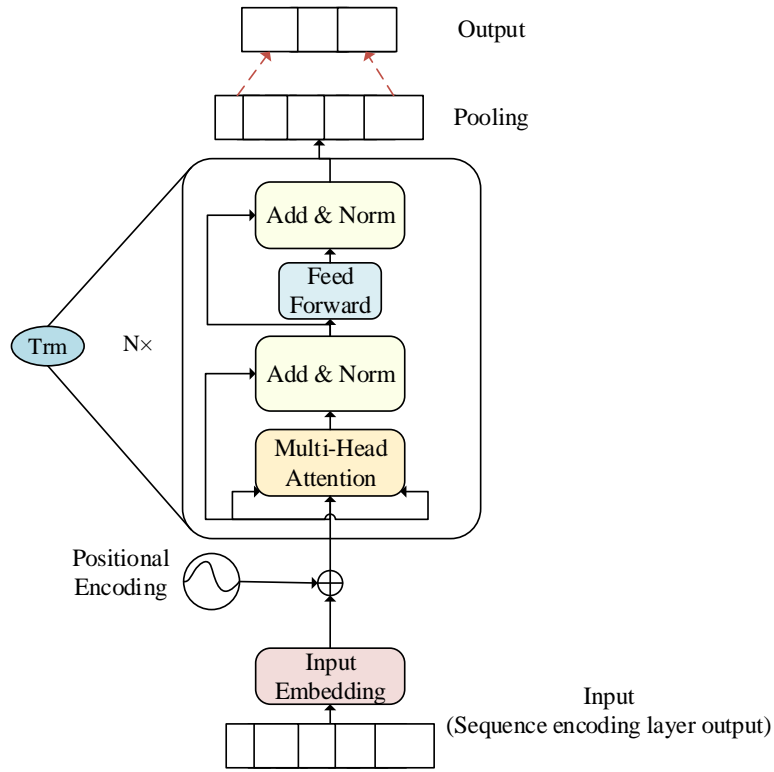 Output
Pooling
Add & Norm
Feed
Forward
Trm
N×
Add & Norm
Multi-Head
Attention
Positional
Encoding
Input
Embedding
Input
(Sequence encoding layer output)